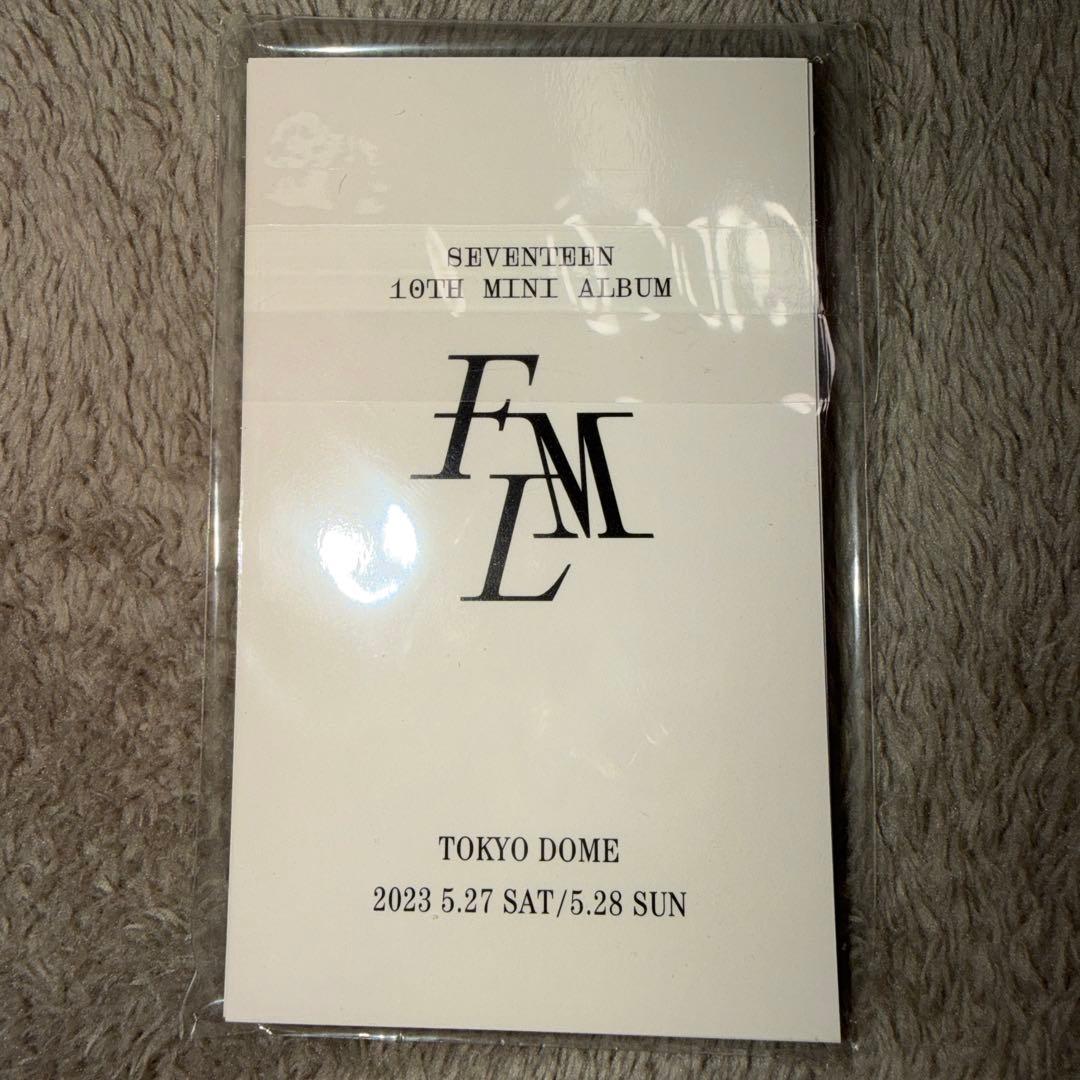 SEVENTEEN
10TH MINI ALBUM
FML
TOKYO DOME
2023 5.27 SAT/5.28 SUN